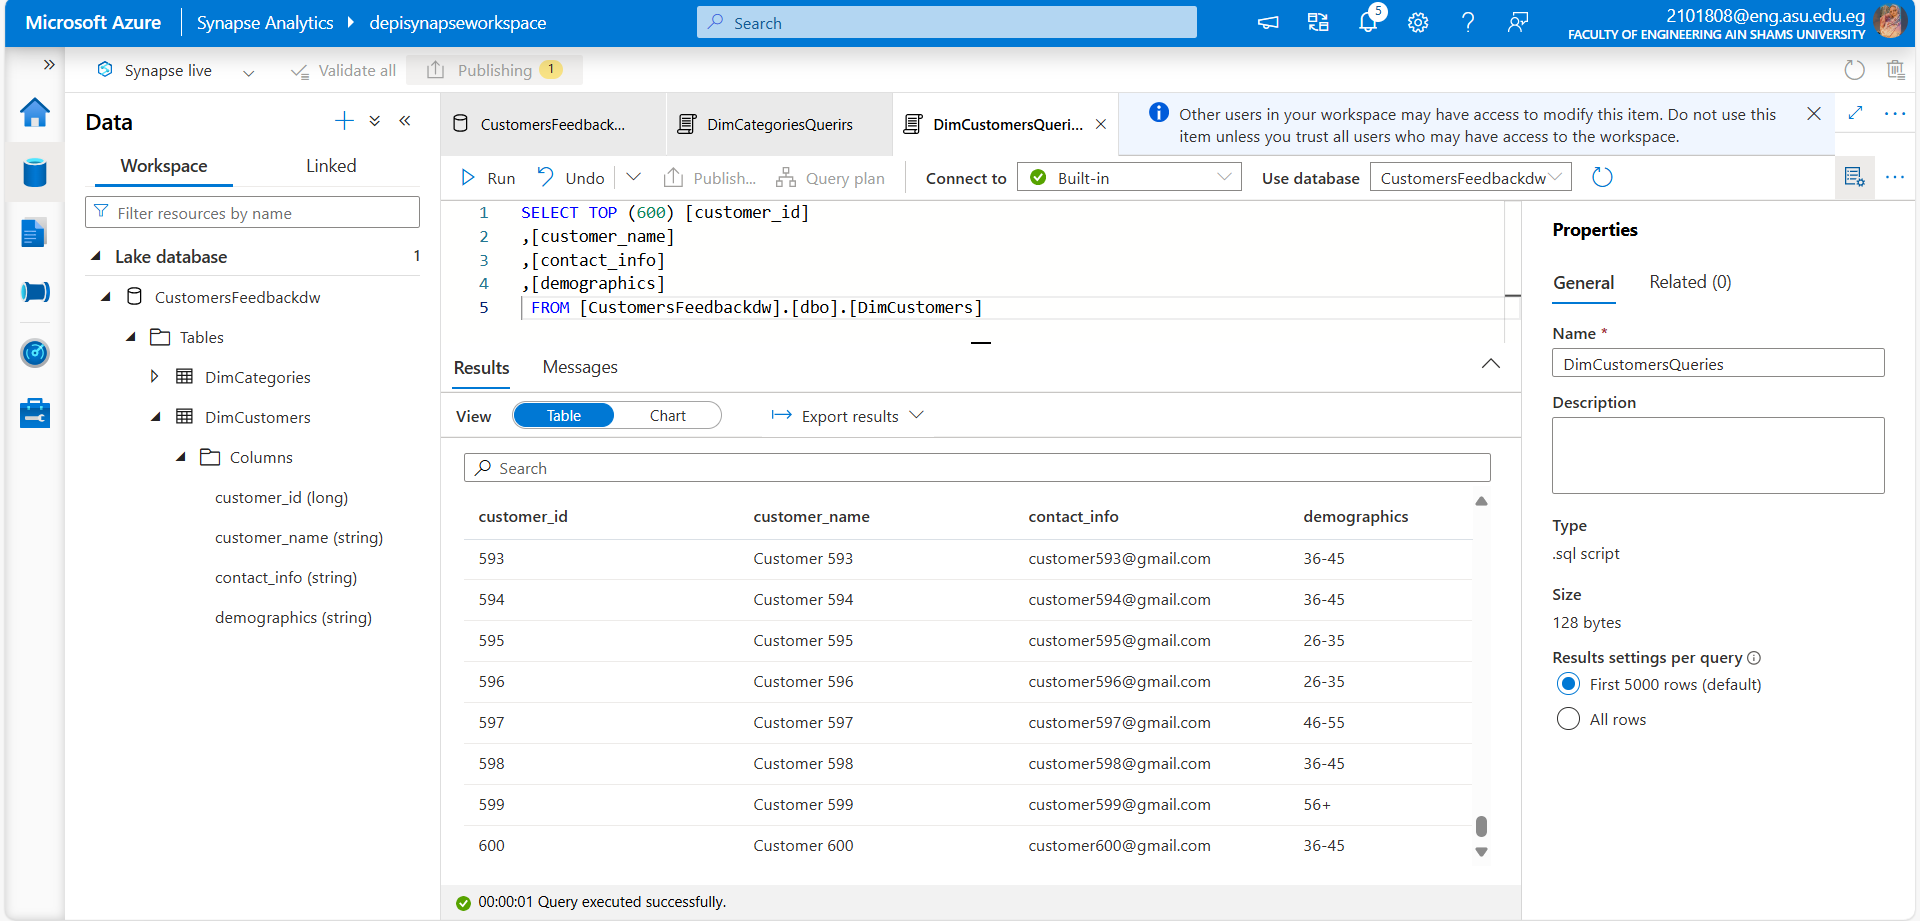 Microsoft Azure
Synapse Analytics
depisynapseworkspace
Search
5
2101808@eng.asu.edu.eg
FACULTY OF ENGINEERING AIN SHAMS UNIVERSITY
Synapse live
Validate all
Publishing 1
Data
Workspace
Linked
Filter resources by name
Lake database 1
CustomersFeedbackdw
Tables
DimCategories
DimCustomers
Columns
customer_id (long)
customer_name (string)
contact_info (string)
demographics (string)
CustomersFeedback...
DimCategoriesQuerirs
DimCustomersQueri...
Other users in your workspace may have access to modify this item. Do not use this
item unless you trust all users who may have access to the workspace.
Run
Undo
Publish...
Query plan
Connect to
Built-in
Use database
CustomersFeedbackdw
1 SELECT TOP (600) [customer_id]
2 ,[customer_name]
3 ,[contact_info]
4 ,[demographics]
5 FROM [CustomersFeedbackdw].[dbo].[DimCustomers]
Results
Messages
View
Table
Chart
Export results
Search
customer_id customer_name contact_info demographics
593 Customer 593 customer593@gmail.com 36-45
594 Customer 594 customer594@gmail.com 36-45
595 Customer 595 customer595@gmail.com 26-35
596 Customer 596 customer596@gmail.com 26-35
597 Customer 597 customer597@gmail.com 46-55
598 Customer 598 customer598@gmail.com 36-45
599 Customer 599 customer599@gmail.com 56+
600 Customer 600 customer600@gmail.com 36-45
00:00:01 Query executed successfully.
Properties
General
Related (0)
Name *
DimCustomersQueries
Description
Type
.sql script
Size
128 bytes
Results settings per query
First 5000 rows (default)
All rows